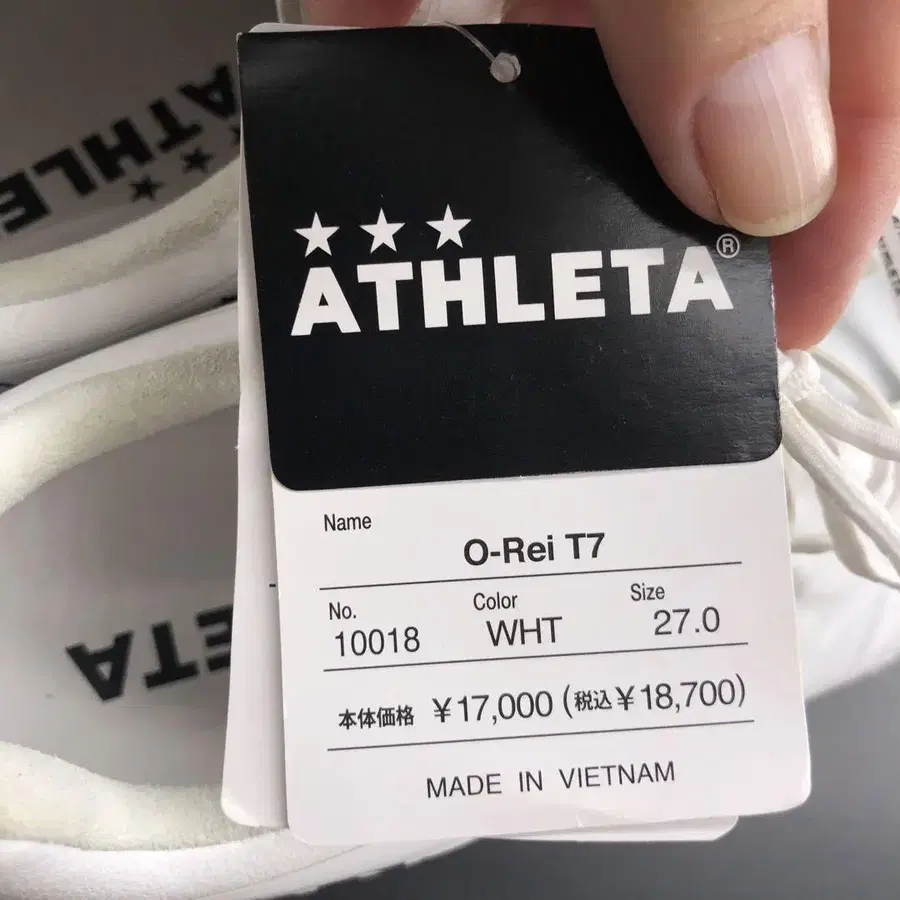 ATHLETA
★★★
★★★
ATHLETA®
Name
O-Rei T7
No. Color Size
10018 WHT 27.0
本体価格 ¥17,000 (税込¥18,700)
MADE IN VIETNAM